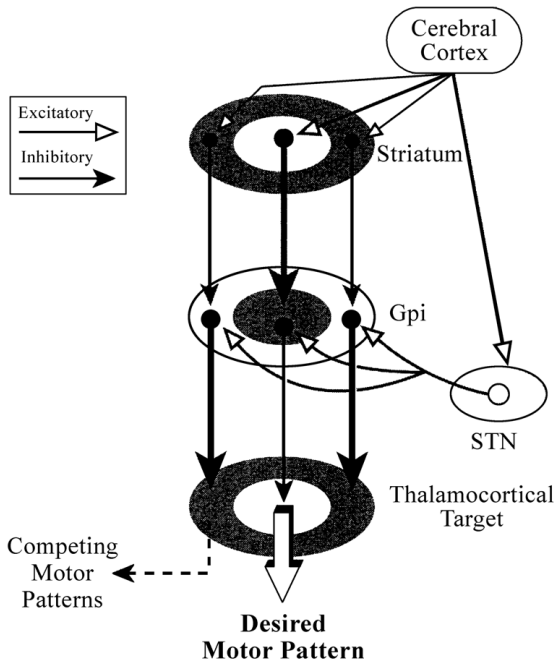 Cerebral
Cortex
Excitatory
Inhibitory
Striatum
Gpi
STN
Thalamocortical
Target
Competing
Motor
Patterns
Desired
Motor Pattern